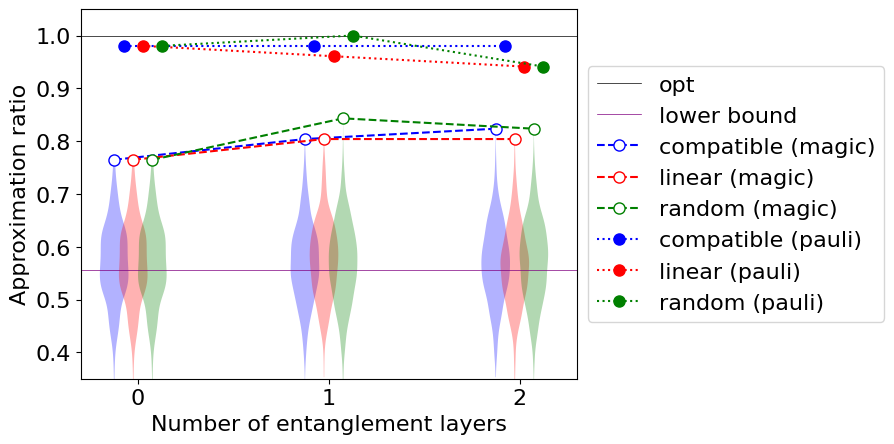 Approximation ratio
1.0
0.9
0.8
0.7
0.6
0.5
0.4
0
1
2
Number of entanglement layers
opt
lower bound
compatible (magic)
linear (magic)
random (magic)
compatible (pauli)
linear (pauli)
random (pauli)